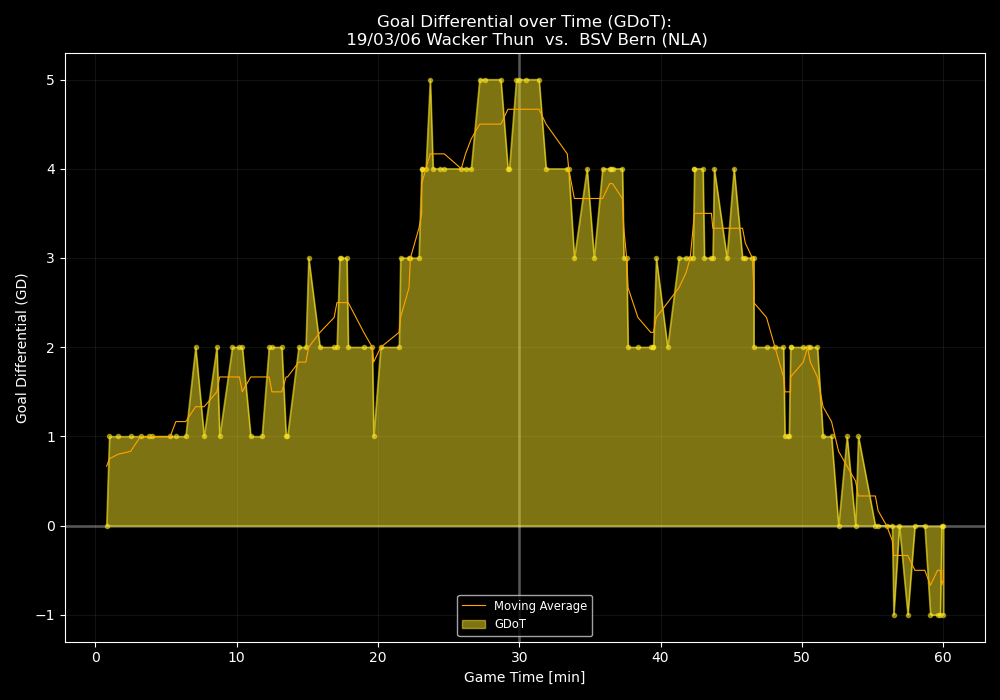 Goal Differential over Time (GDoT):
19/03/06 Wacker Thun  vs.  BSV Bern (NLA)
Goal Differential (GD)
5
4
3
2
1
0
−1
Moving Average
GDoT
0 10 20 30 40 50 60
Game Time [min]